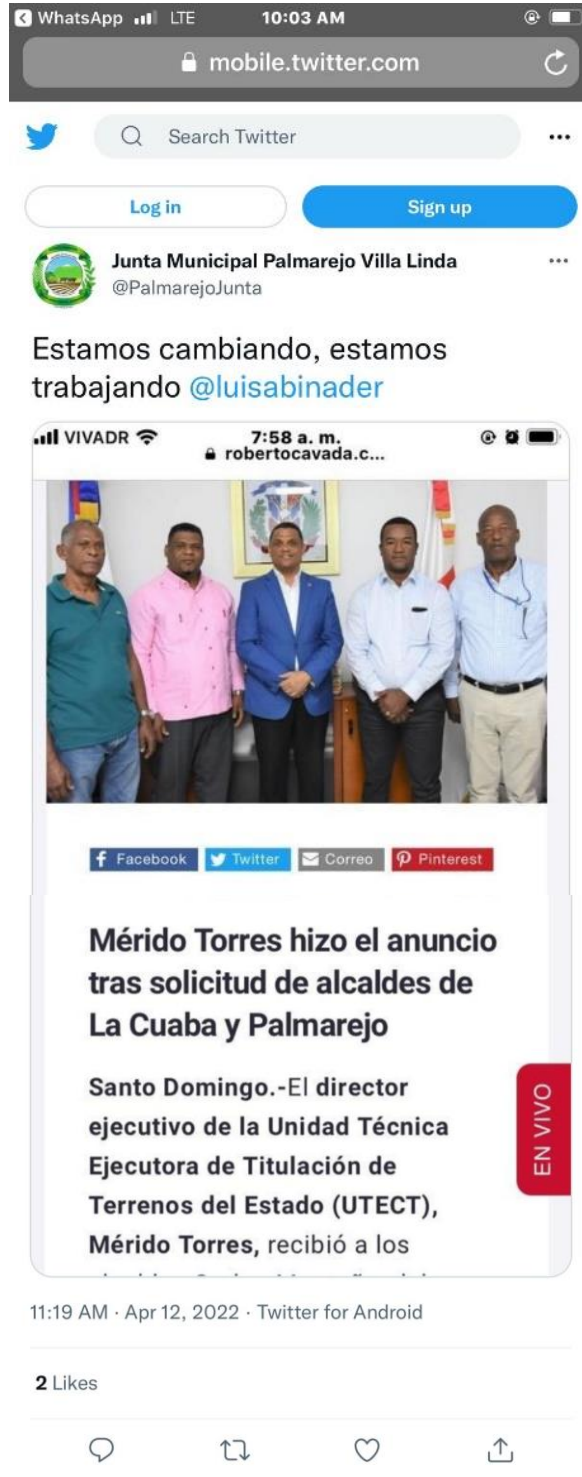 WhatsApp LTE 10:03 AM
mobile.twitter.com
Search Twitter
Log in Sign up
Junta Municipal Palmarejo Villa Linda
@PalmarejoJunta
Estamos cambiando, estamos
trabajando @luisabinader
VIVADR 7:58 a. m.
robertocavada.c...
Facebook Twitter Correo Pinterest
Mérido Torres hizo el anuncio
tras solicitud de alcaldes de
La Cuaba y Palmarejo
Santo Domingo.-El director
ejecutivo de la Unidad Técnica
Ejecutora de Titulación de
Terrenos del Estado (UTECT),
Mérido Torres, recibió a los
EN VIVO
11:19 AM · Apr 12, 2022 · Twitter for Android
2 Likes